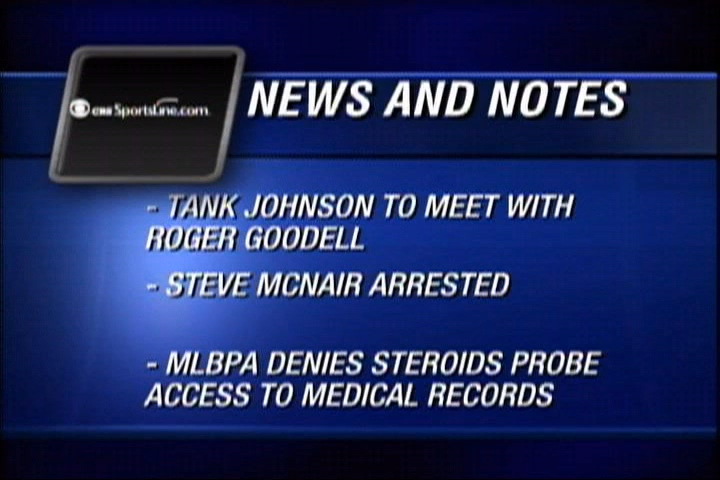 CBS SportsLine.com
NEWS AND NOTES
- TANK JOHNSON TO MEET WITH
ROGER GOODELL
- STEVE MCNAIR ARRESTED
- MLBPA DENIES STEROIDS PROBE
ACCESS TO MEDICAL RECORDS